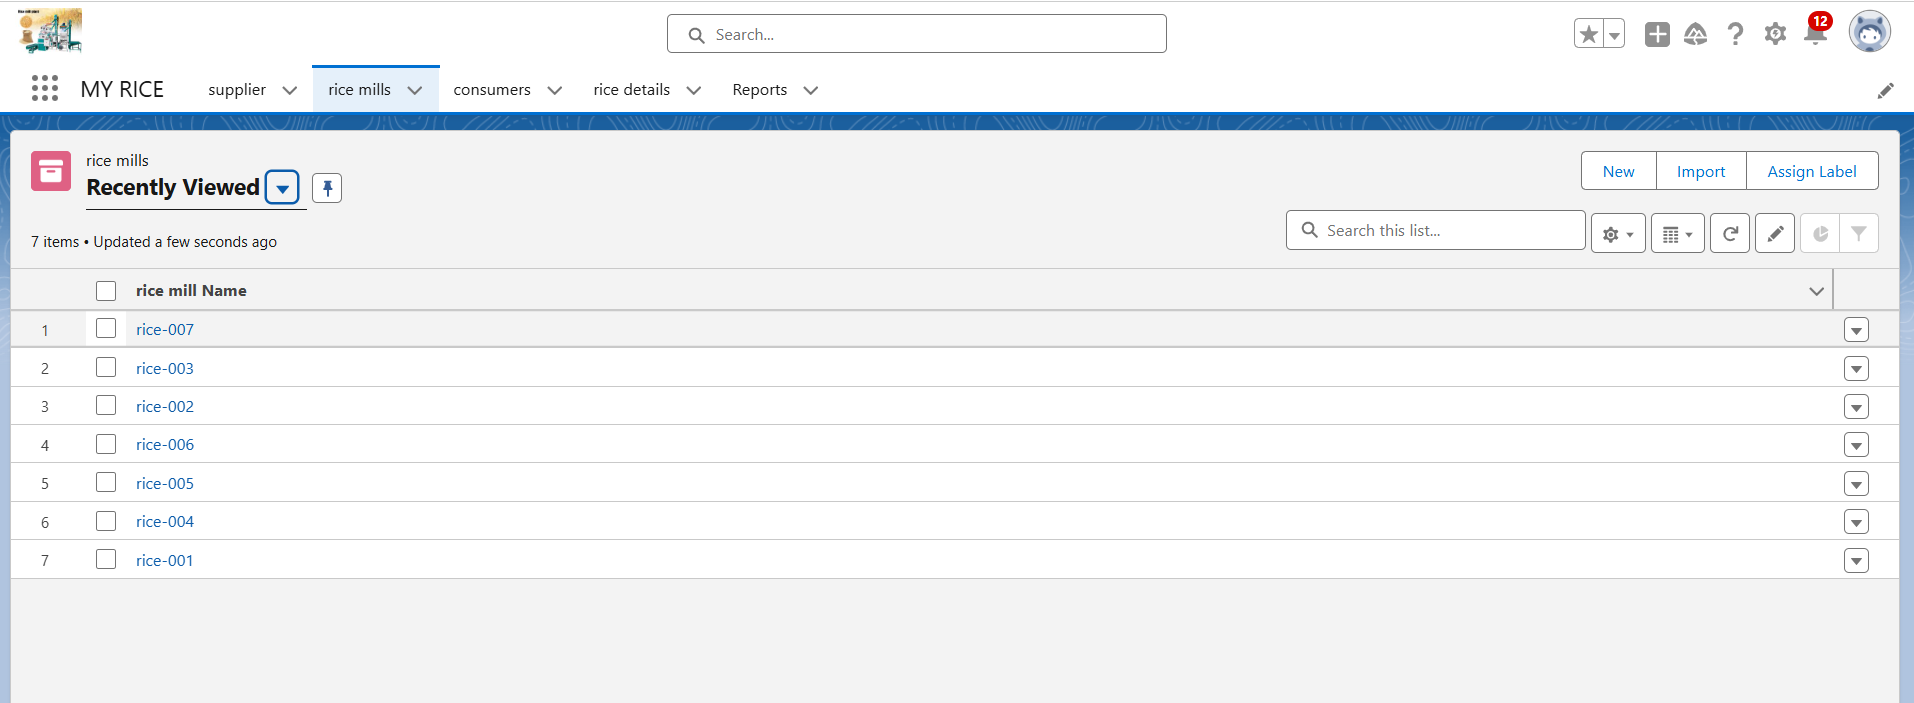 Search...
12
MY RICE
supplier
rice mills
consumers
rice details
Reports
rice mills
Recently Viewed
New
Import
Assign Label
7 items • Updated a few seconds ago
Search this list...
rice mill Name
1 rice-007
2 rice-003
3 rice-002
4 rice-006
5 rice-005
6 rice-004
7 rice-001